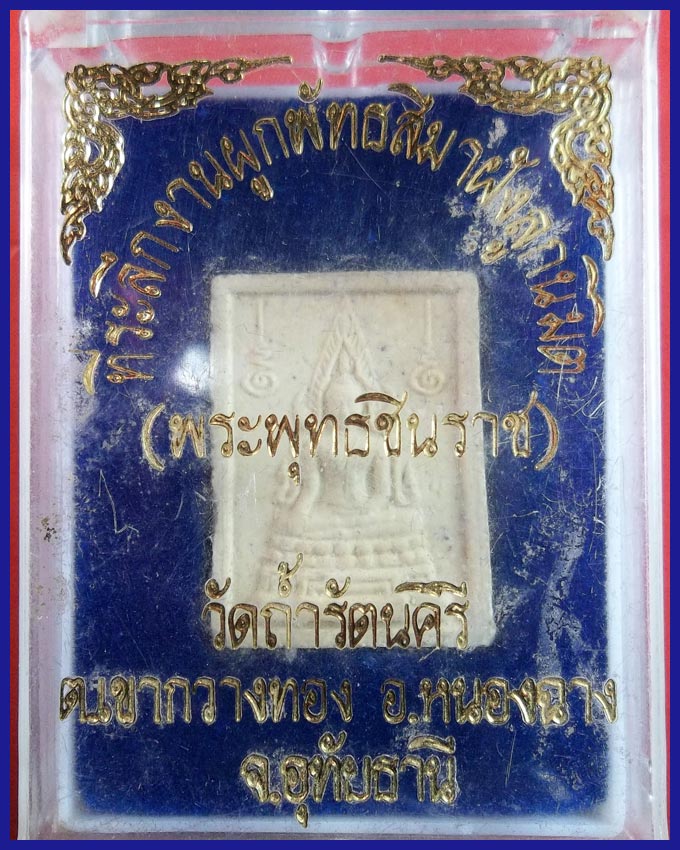 ที่ระลึกงานผูกพัทธสีมาฝังลูกนิมิต
(พระพุทธชินราช)
วัดถ้ำรัตนคีรี
ต.เขากวางทอง อ.หนองฉาง
จ.อุทัยธานี